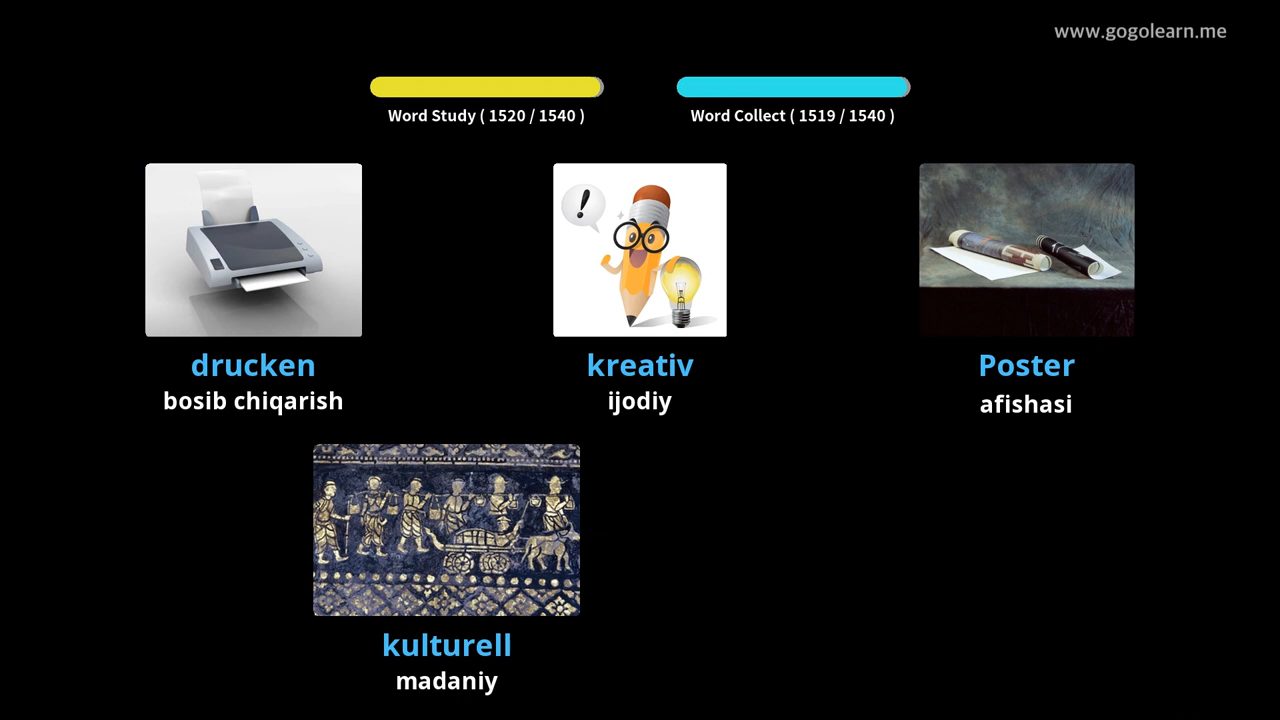 www.gogolearn.me
Word Study ( 1520 / 1540 )
Word Collect ( 1519 / 1540 )
drucken
bosib chiqarish
kreativ
ijodiy
Poster
afishasi
kulturell
madaniy